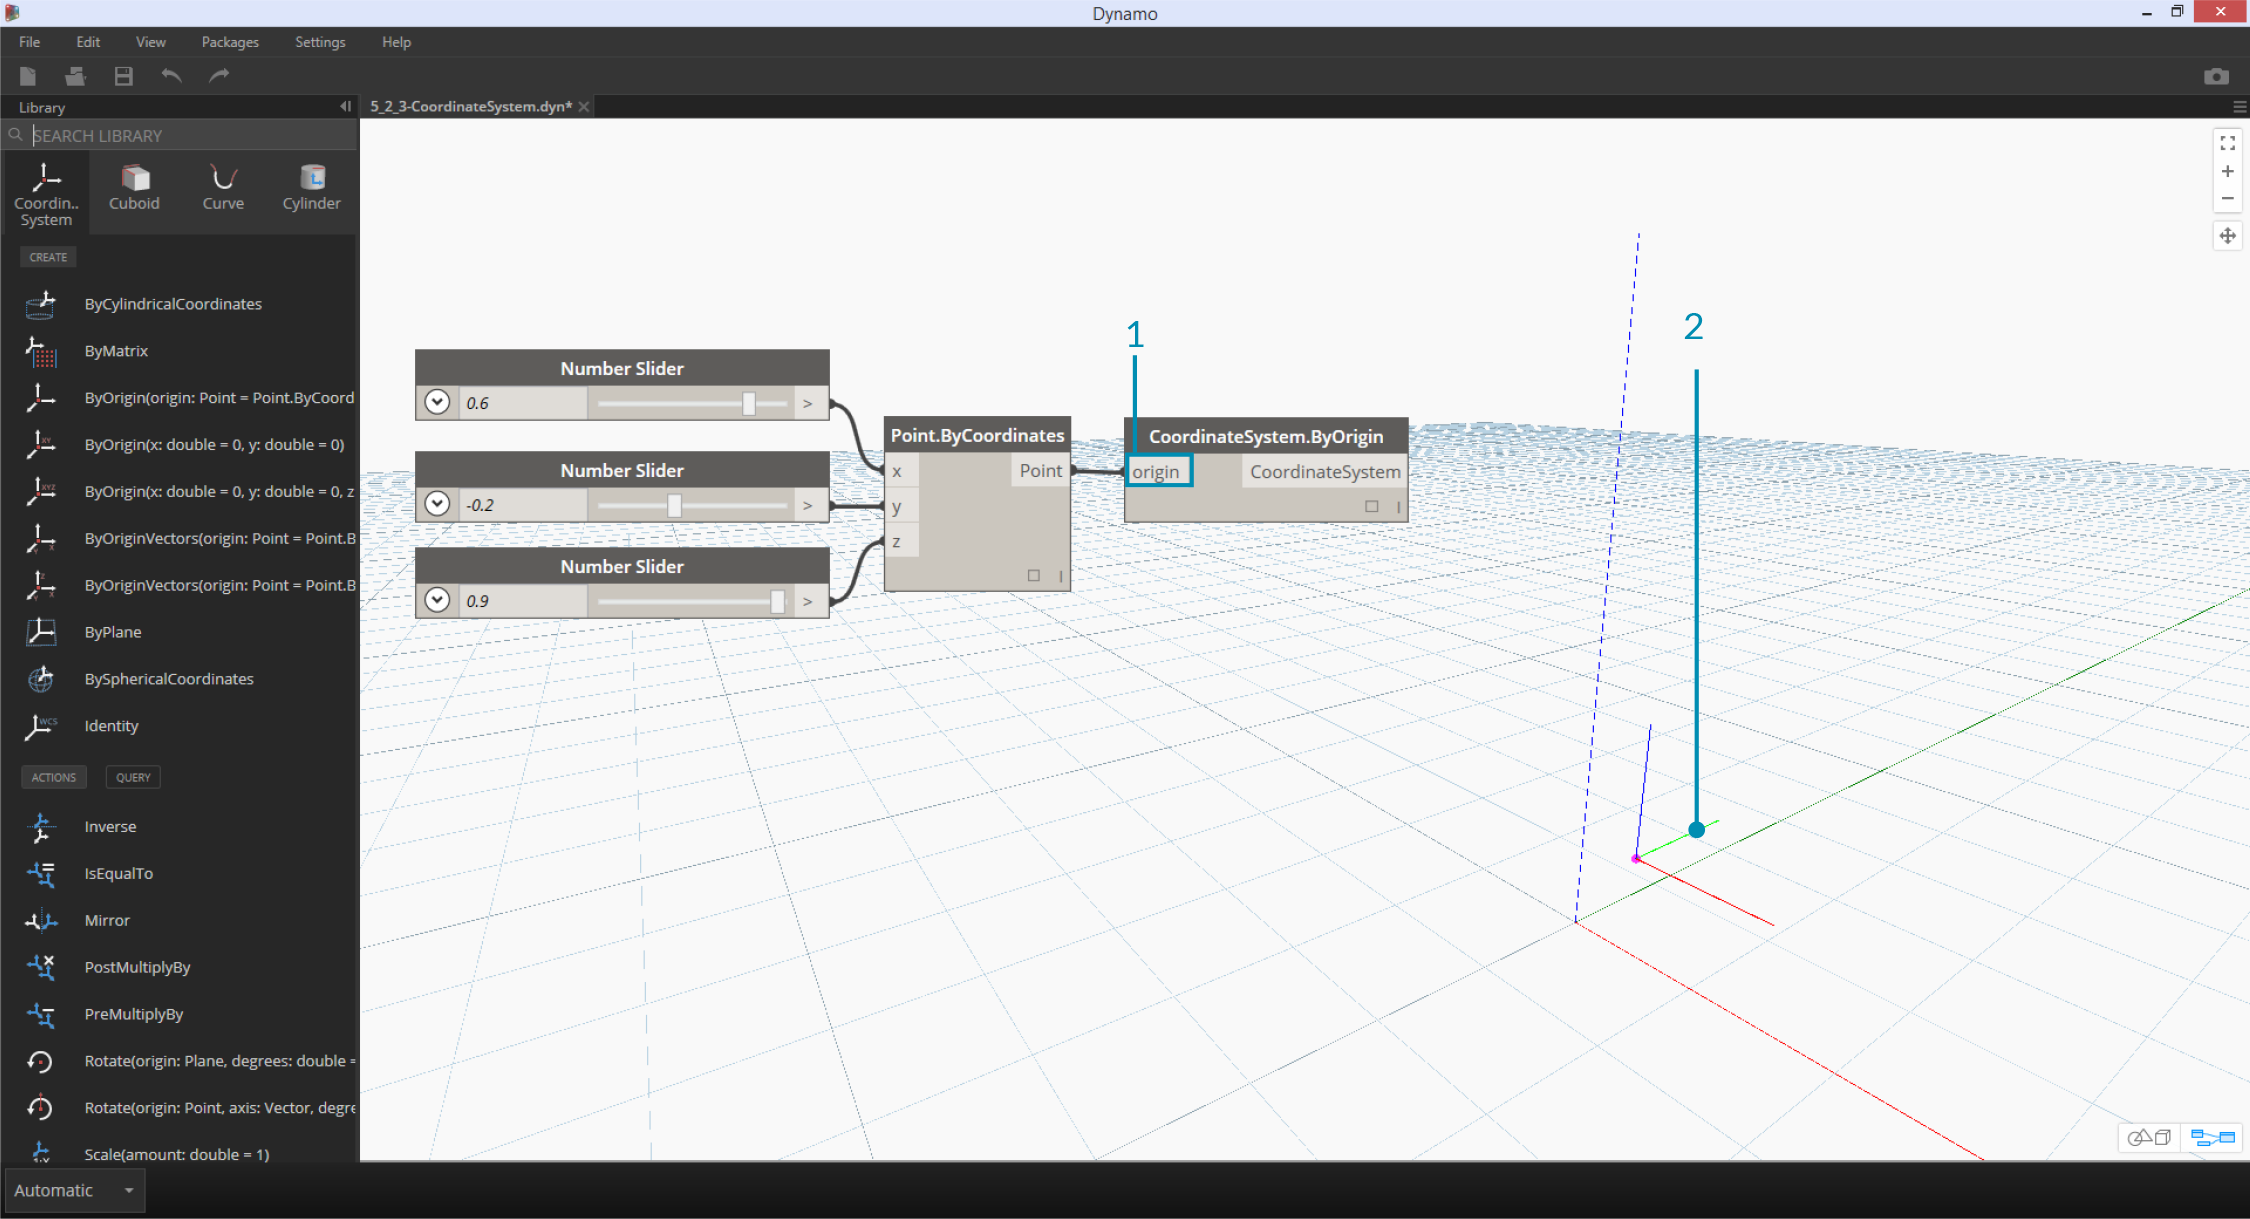 Dynamo
File Edit View Packages Settings Help
Library
5_2_3-CoordinateSystem.dyn*
SEARCH LIBRARY
Coordin.. System
Cuboid
Curve
Cylinder
CREATE
ByCylindricalCoordinates
ByMatrix
ByOrigin(origin: Point = Point.ByCoord
ByOrigin(x: double = 0, y: double = 0)
ByOrigin(x: double = 0, y: double = 0, z
ByOriginVectors(origin: Point = Point.B
ByOriginVectors(origin: Point = Point.B
ByPlane
BySphericalCoordinates
WCS
Identity
ACTIONS QUERY
Inverse
IsEqualTo
Mirror
PostMultiplyBy
PreMultiplyBy
Rotate(origin: Plane, degrees: double =
Rotate(origin: Point, axis: Vector, degre
Scale(amount: double = 1)
Automatic
Number Slider
0.6 >
Number Slider
-0.2 >
Number Slider
0.9 >
Point.ByCoordinates
x Point
y
z
1
CoordinateSystem.ByOrigin
origin CoordinateSystem
2